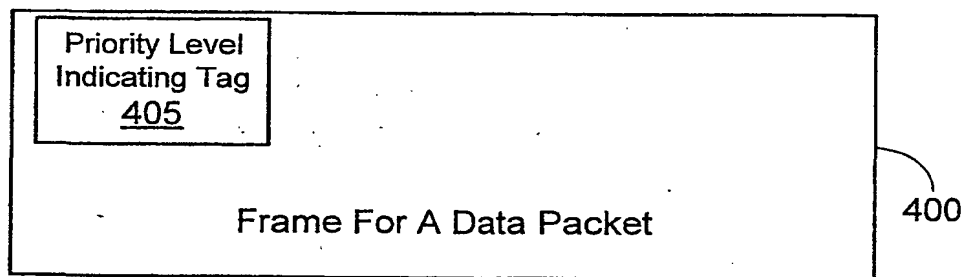 Priority Level
Indicating Tag
405
Frame For A Data Packet
400